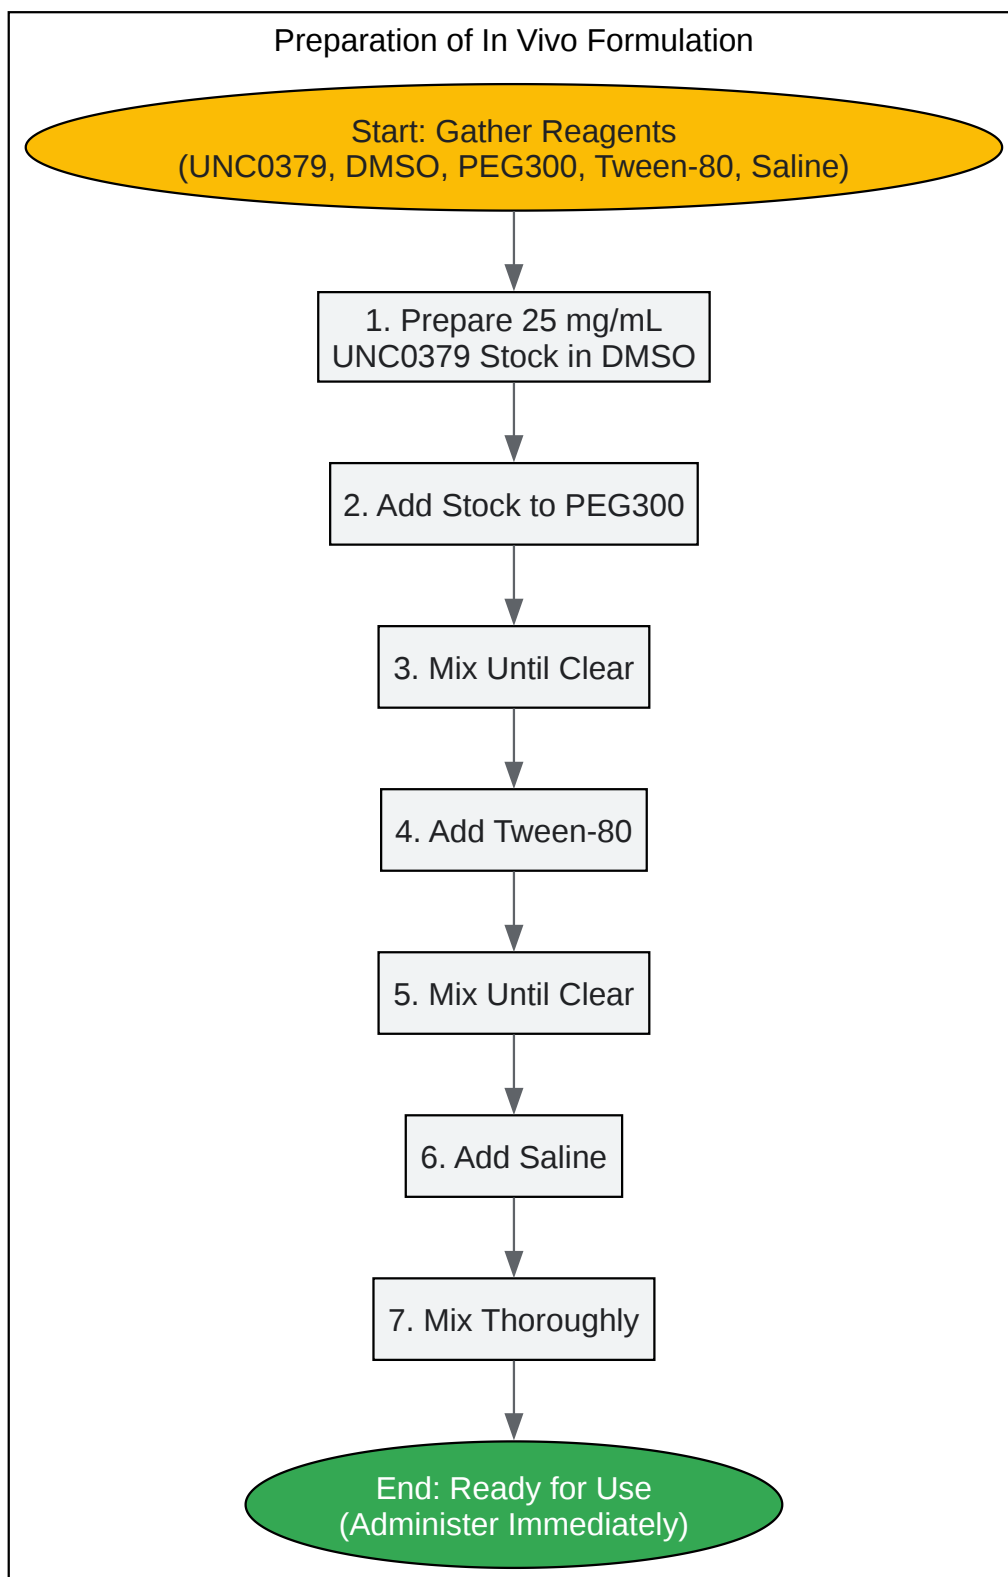 Preparation of In Vivo Formulation
Start: Gather Reagents
(UNC0379, DMSO, PEG300, Tween-80, Saline)
1. Prepare 25 mg/mL
UNC0379 Stock in DMSO
2. Add Stock to PEG300
3. Mix Until Clear
4. Add Tween-80
5. Mix Until Clear
6. Add Saline
7. Mix Thoroughly
End: Ready for Use
(Administer Immediately)